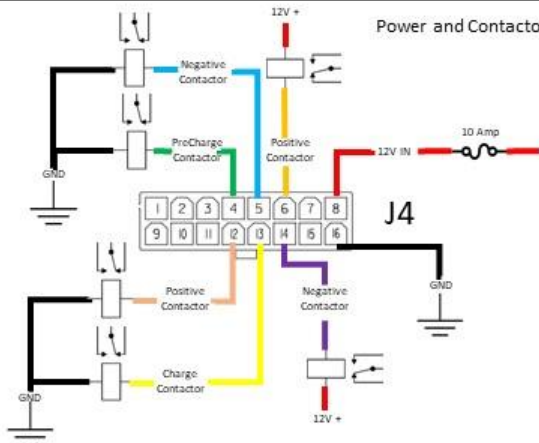 12V +
Power and Contacto
Negative
Contactor
10 Amp
PreCharge
Contactor
Positive
Contactor
12V IN
GND
1 2 3 4 5 6 7 8
J4
9 10 11 12 13 14 15 16
Positive
Contactor
Negative
Contactor
GND
Charge
Contactor
GND
12V +